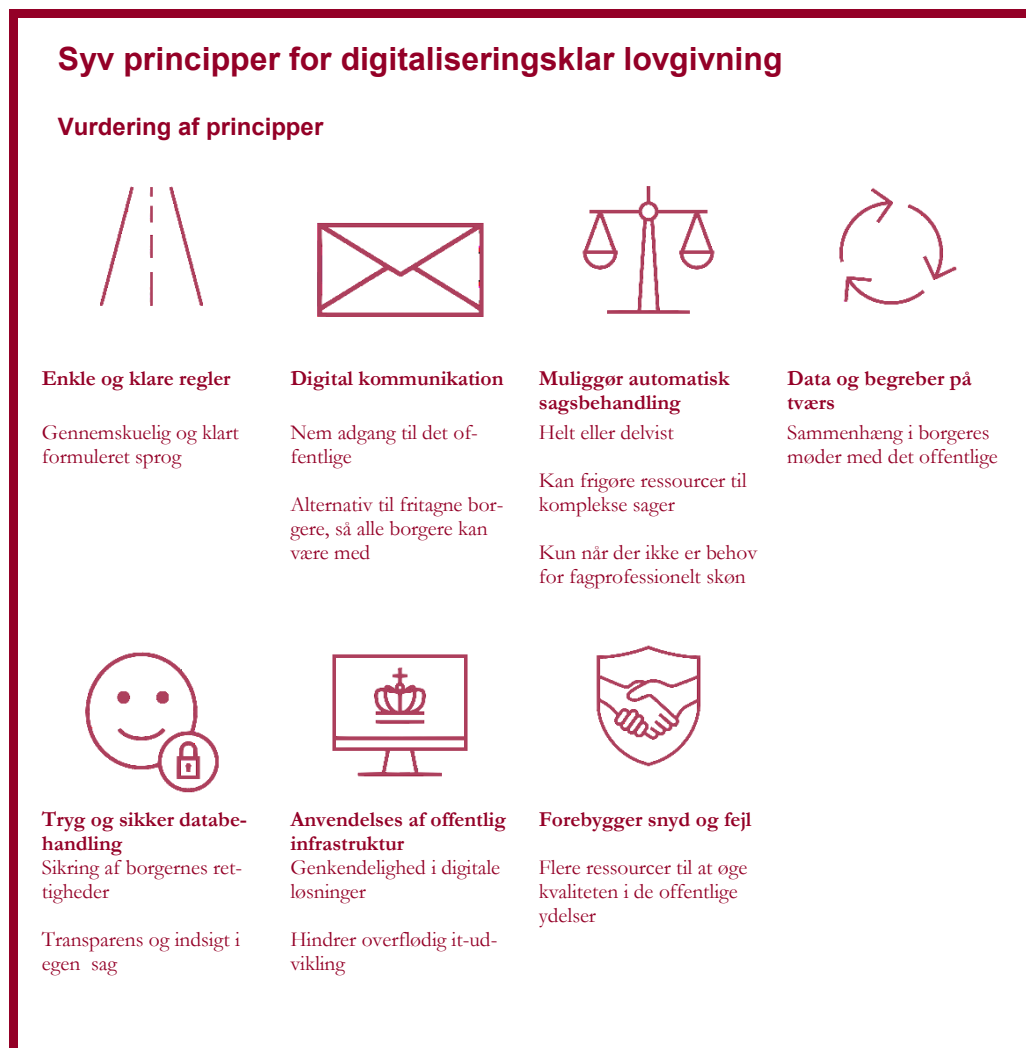 Syv principper for digitaliseringsklar lovgivning
Vurdering af principper
Enkle og klare regler
Gennemskuelig og klart
formuleret sprog
Digital kommunikation
Nem adgang til det of-
fentlige
Alternativ til fritagne bor-
gere, så alle borgere kan
være med
Muliggør automatisk
sagsbehandling
Helt eller delvist
Kan frigøre ressourcer til
komplekse sager
Kun når der ikke er behov
for fagprofessionelt skøn
Data og begreber på
tværs
Sammenhæng i borgeres
møder med det offentlige
Tryg og sikker databe-
handling
Sikring af borgernes ret-
tigheder
Transparens og indsigt i
egen  sag
Anvendelses af offentlig
infrastruktur
Genkendelighed i digitale
løsninger
Hindrer overflødig it-ud-
vikling
Forebygger snyd og fejl
Flere ressourcer til at øge
kvaliteten i de offentlige
ydelser